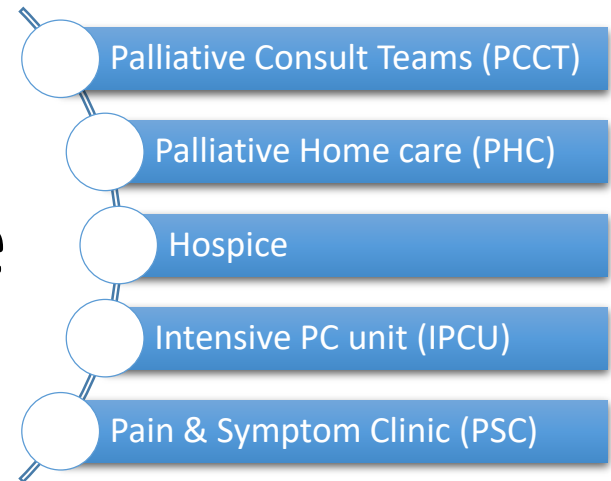 Palliative Consult Teams (PCCT)
Palliative Home care (PHC)
e
Hospice
Intensive PC unit (IPCU)
Pain & Symptom Clinic (PSC)